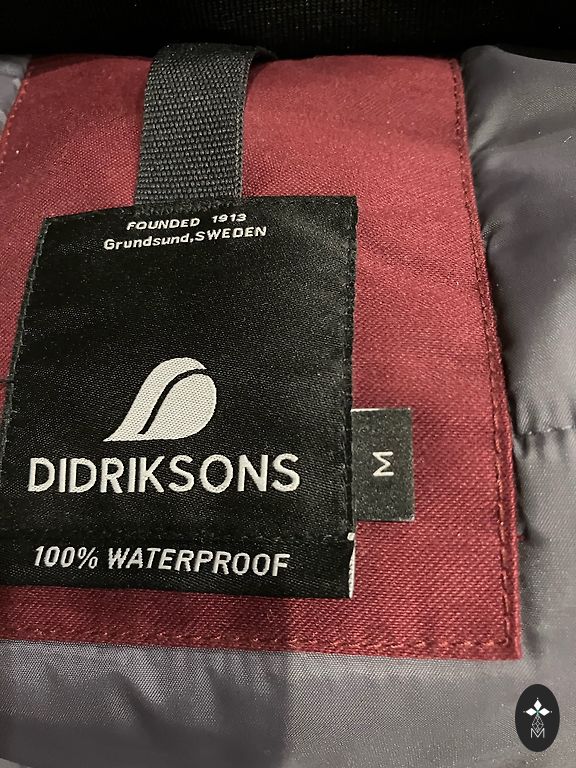 FOUNDED 1913
Grundsund,SWEDEN
DIDRIKSONS
M
100% WATERPROOF
M